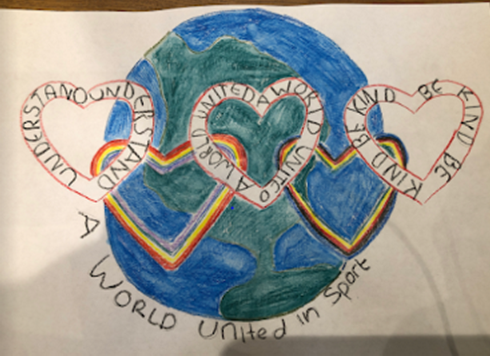 UNDERSTAND UNDERSTAND
A WORLD UNITED A WORLD UNITED
KIND BE KIND BE KIND BE
A WORLD UNITED in Sport